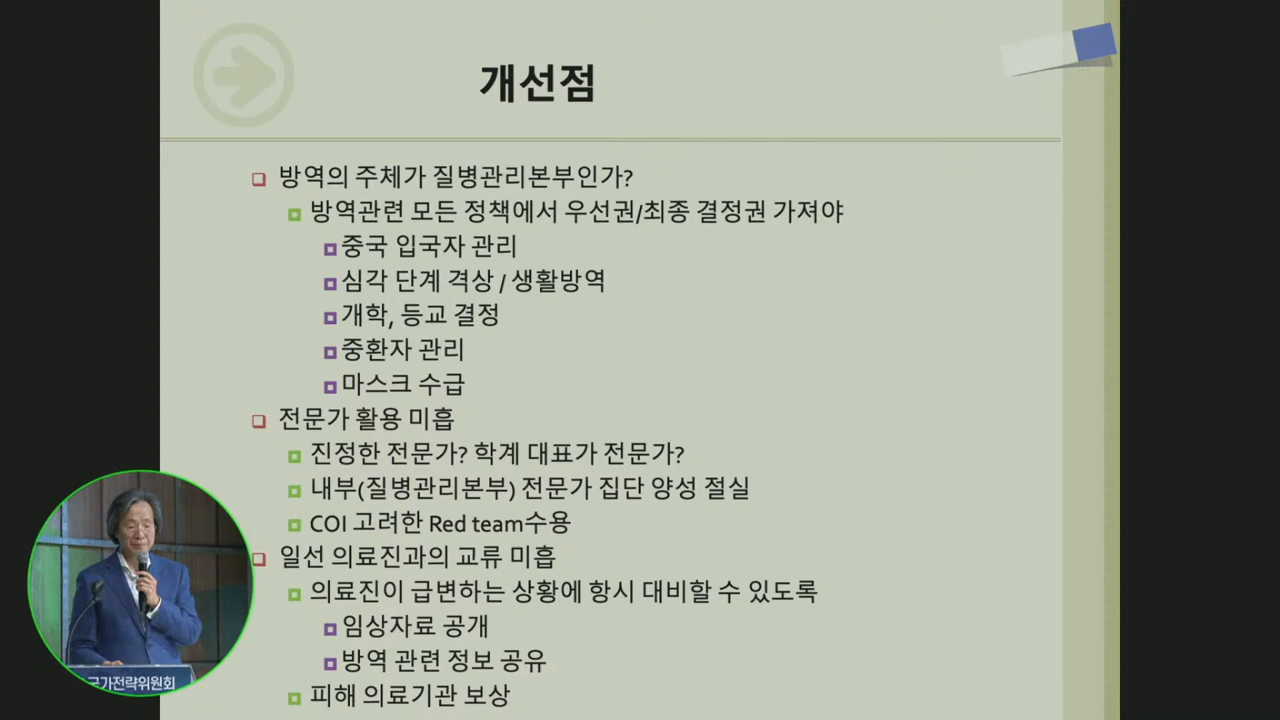 개선점
방역의 주체가 질병관리본부인가?
방역관련 모든 정책에서 우선권/최종 결정권 가져야
중국 입국자 관리
심각 단계 격상 / 생활방역
개학, 등교 결정
중환자 관리
마스크 수급
전문가 활용 미흡
진정한 전문가? 학계 대표가 전문가?
내부(질병관리본부) 전문가 집단 양성 절실
COI 고려한 Red team수용
일선 의료진과의 교류 미흡
의료진이 급변하는 상황에 항시 대비할 수 있도록
임상자료 공개
방역 관련 정보 공유
피해 의료기관 보상
국가전략위원회